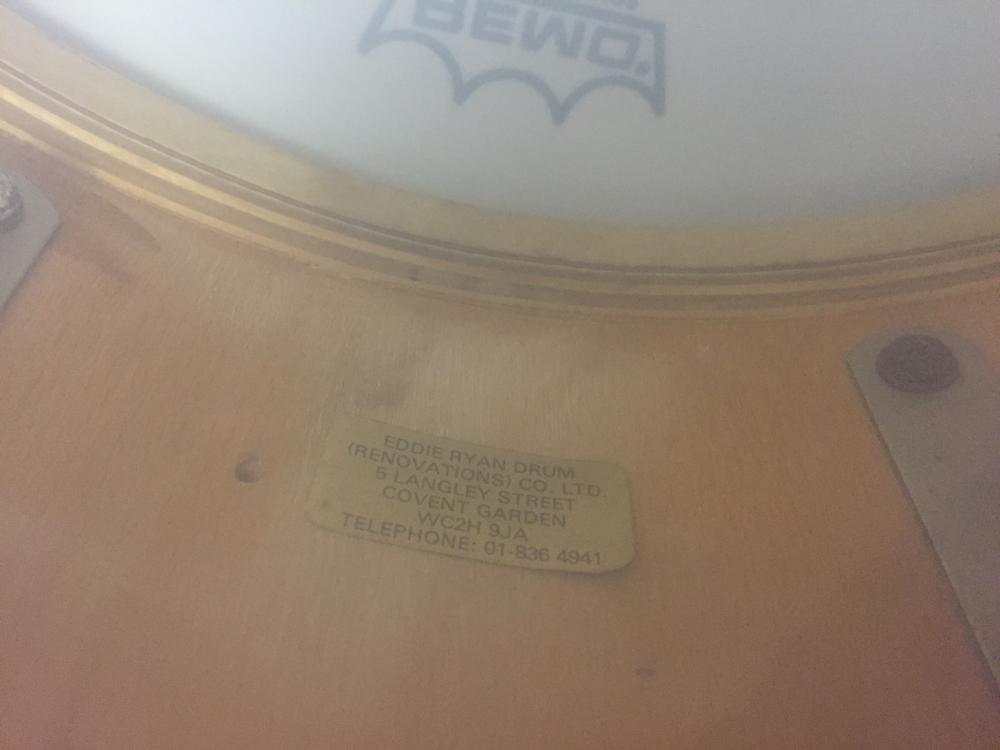 REMO
EDDIE RYAN DRUM
(RENOVATIONS) CO. LTD.
5 LANGLEY STREET
COVENT GARDEN
WC2H 9JA
TELEPHONE: 01-836 4941